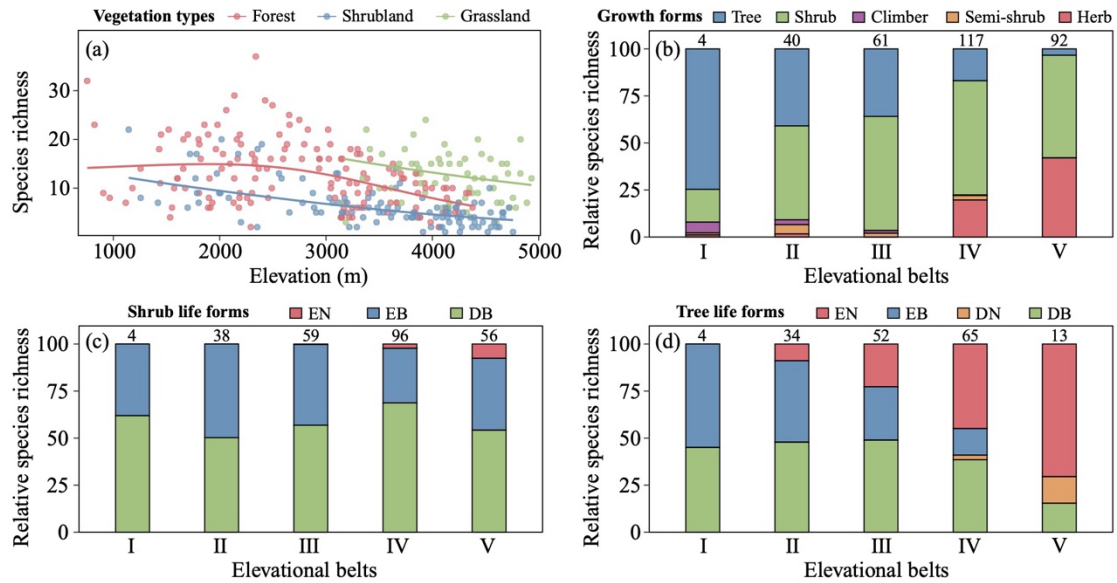 Vegetation types Forest Shrubland Grassland
(a)
Species richness
30
20
10
1000 2000 3000 4000 5000
Elevation (m)
Growth forms Tree Shrub Climber Semi-shrub Herb
(b)
4 40 61 117 92
Relative species richness
100
75
50
25
0
I II III IV V
Elevational belts
Shrub life forms EN EB DB
(c)
4 38 59 96 56
Relative species richness
100
75
50
25
0
I II III IV V
Elevational belts
Tree life forms EN EB DN DB
(d)
4 34 52 65 13
Relative species richness
100
75
50
25
0
I II III IV V
Elevational belts